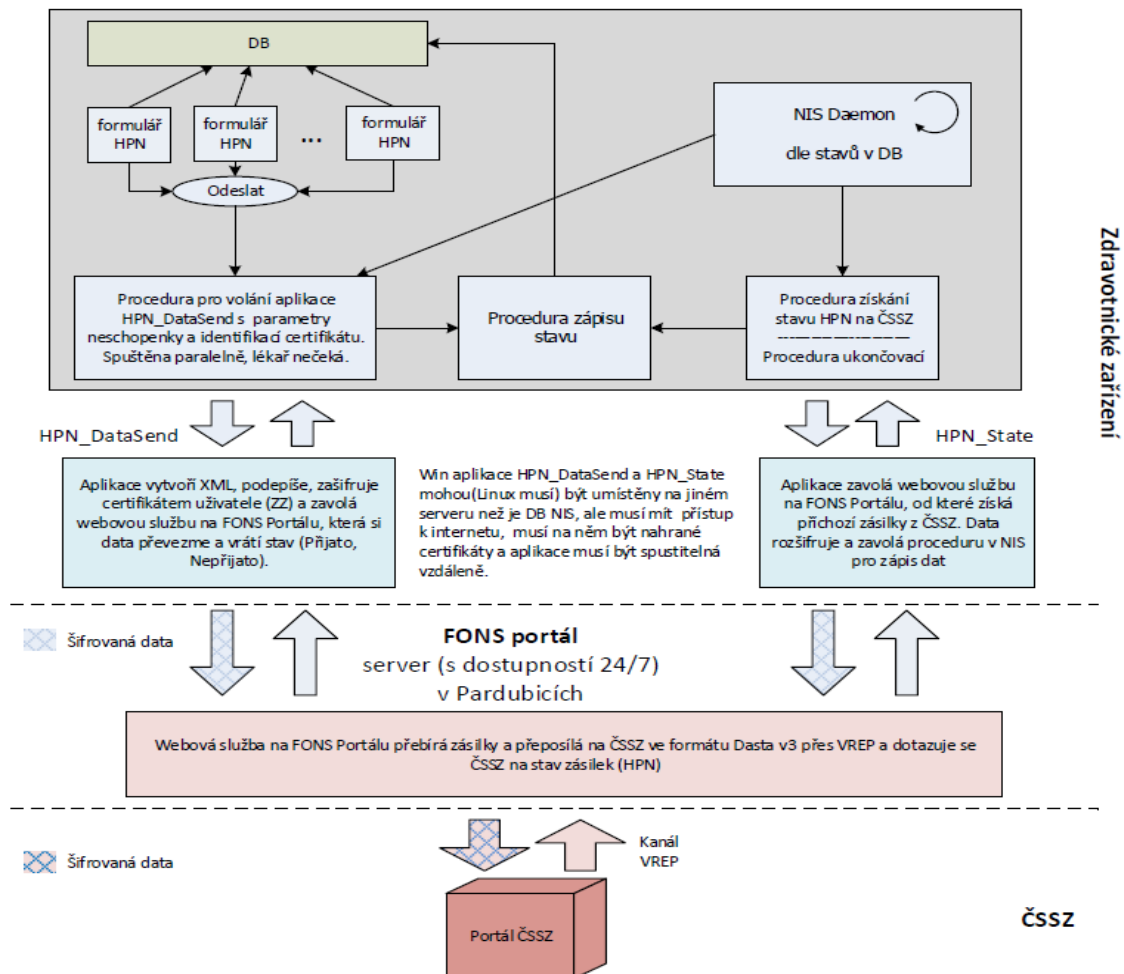 DB
formulář
HPN
formulář
HPN
...
formulář
HPN
Odeslat
NIS Daemon
dle stavů v DB
Procedura pro volání aplikace
HPN_DataSend s parametry
neschopenky a identifikací certifikátu.
Spuštěna paralelně, lékař nečeká.
Procedura zápisu
stavu
Procedura získání
stavu HPN na ČSSZ
--------------------
Procedura ukončovací
Zdravotnické zařízení
HPN_DataSend
HPN_State
Aplikace vytvoří XML, podepíše, zašifruje
certifikátem uživatele (ZZ) a zavolá
webovou službu na FONS Portálu, která si
data převezme a vrátí stav (Přijato,
Nepřijato).
Win aplikace HPN_DataSend a HPN_State
mohou(Linux musí) být umístěny na jiném
serveru než je DB NIS, ale musí mít přístup
k internetu, musí na něm být nahrané
certifikáty a aplikace musí být spustitelná
vzdáleně.
Aplikace zavolá webovou službu
na FONS Portálu, od které získá
příchozí zásilky z ČSSZ. Data
rozšifruje a zavolá proceduru v NIS
pro zápis dat
Šifrovaná data
FONS portál
server (s dostupností 24/7)
v Pardubicích
Webová služba na FONS Portálu přebírá zásilky a přeposílá na ČSSZ ve formátu Dasta v3 přes VREP a dotazuje se
ČSSZ na stav zásilek (HPN)
Šifrovaná data
Kanál
VREP
Portál ČSSZ
ČSSZ